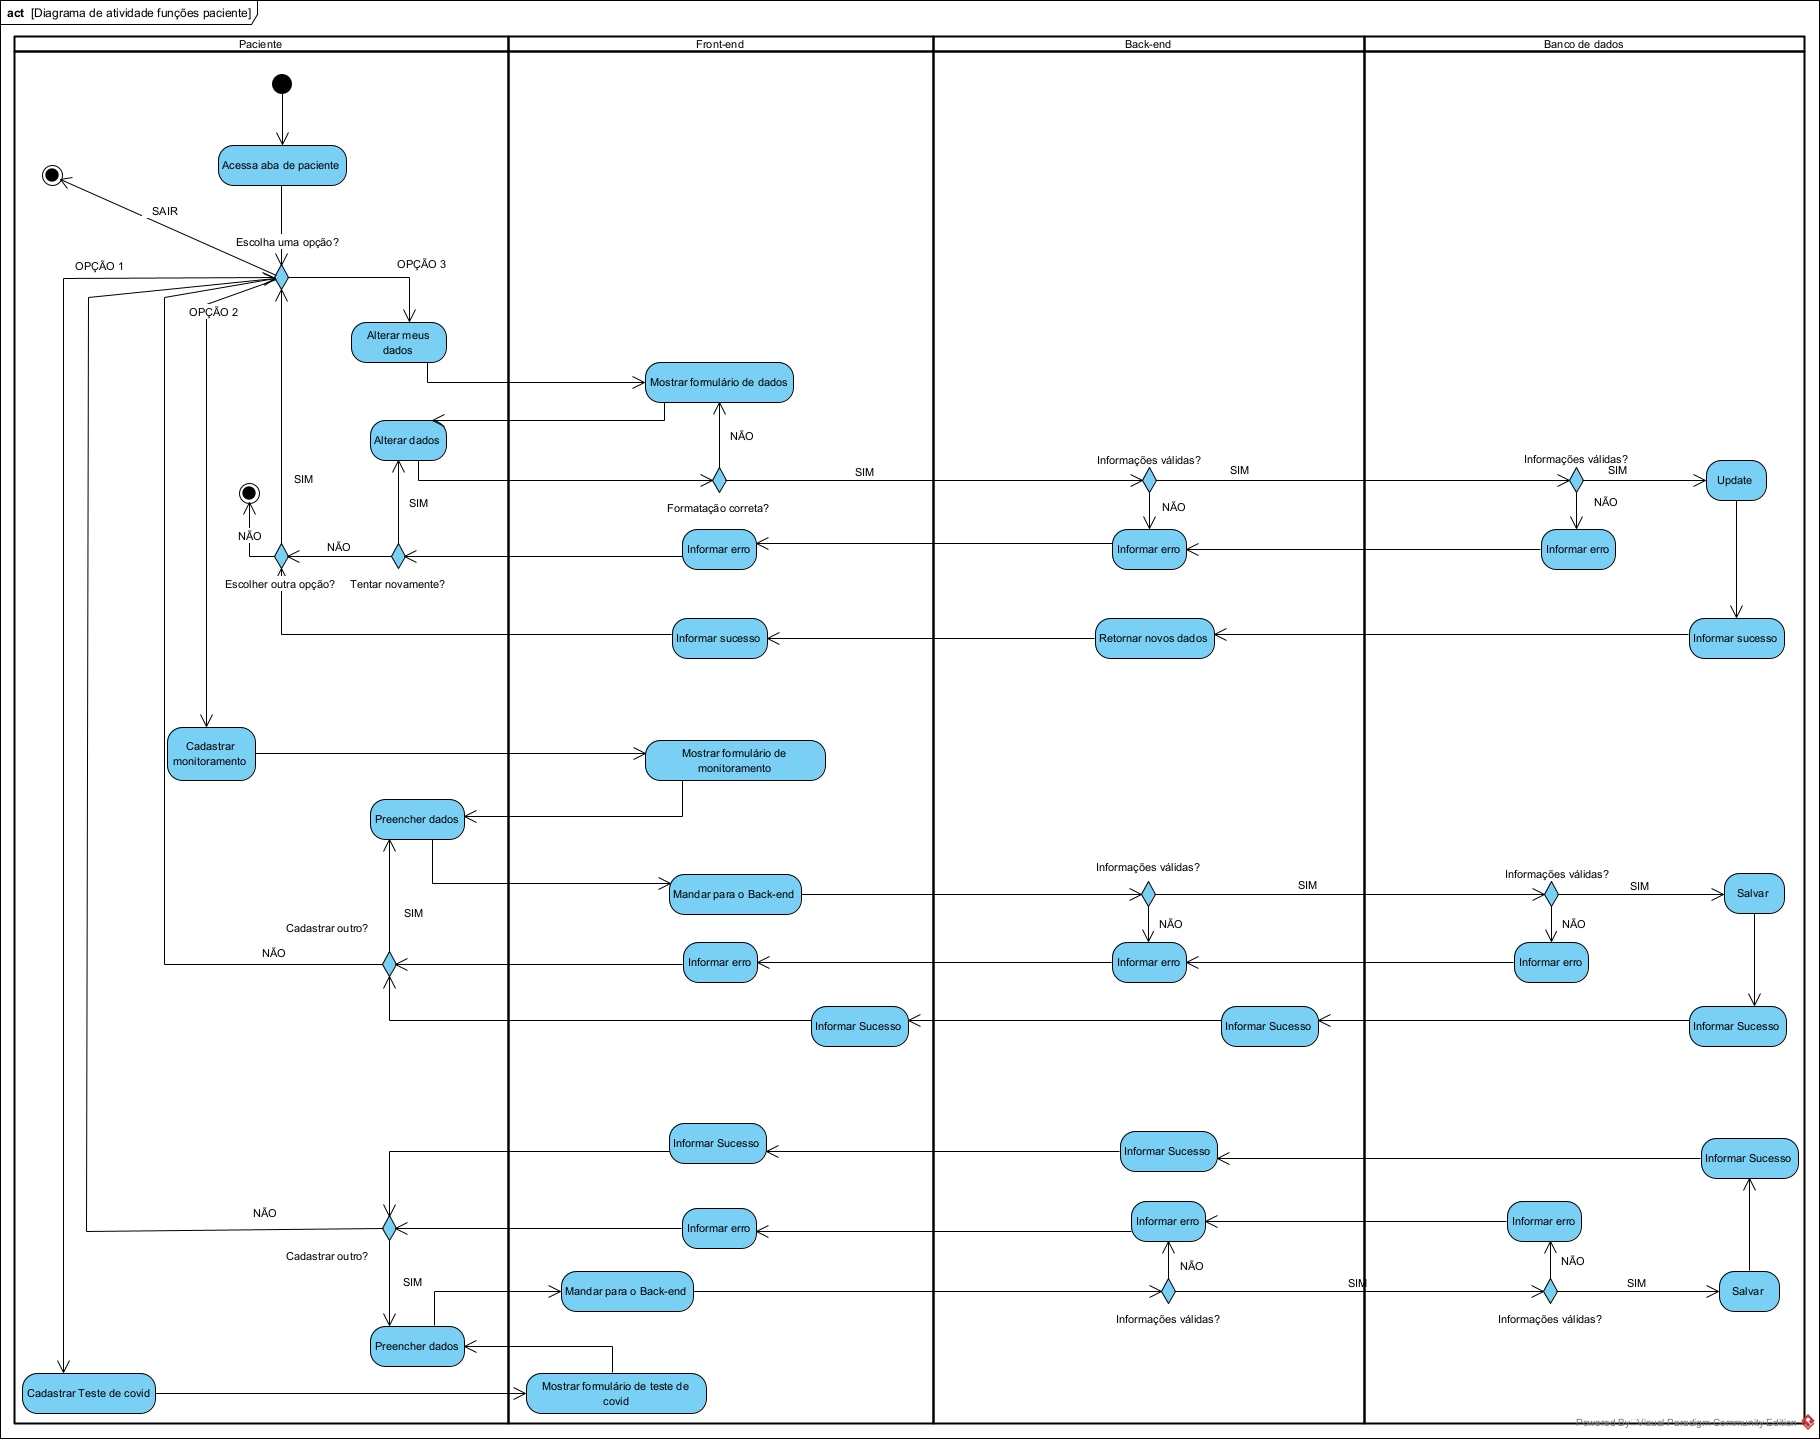 act [Diagrama de atividade funções paciente]
Paciente
Front-end
Back-end
Banco de dados
Acessa aba de paciente
SAIR
Escolha uma opção?
OPÇÃO 1
OPÇÃO 3
OPÇÃO 2
Alterar meus
dados
Mostrar formulário de dados
Alterar dados
NÃO
SIM
Informações válidas?
SIM
Informações válidas?
SIM
Update
SIM
SIM
NÃO
NÃO
Formatação correta?
NÃO
NÃO
Informar erro
Informar erro
Informar erro
Escolher outra opção?
Tentar novamente?
Informar sucesso
Retornar novos dados
Informar sucesso
Cadastrar
monitoramento
Mostrar formulário de
monitoramento
Preencher dados
Informações válidas?
Informações válidas?
SIM
SIM
Mandar para o Back-end
Salvar
SIM
NÃO
NÃO
Cadastrar outro?
NÃO
Informar erro
Informar erro
Informar erro
Informar Sucesso
Informar Sucesso
Informar Sucesso
Informar Sucesso
Informar Sucesso
Informar Sucesso
NÃO
Informar erro
Informar erro
Informar erro
Cadastrar outro?
NÃO
NÃO
SIM
Mandar para o Back-end
SIM
SIM
Salvar
Informações válidas?
Informações válidas?
Preencher dados
Cadastrar Teste de covid
Mostrar formulário de teste de
covid
Powered By: Visual Paradigm Community Edition